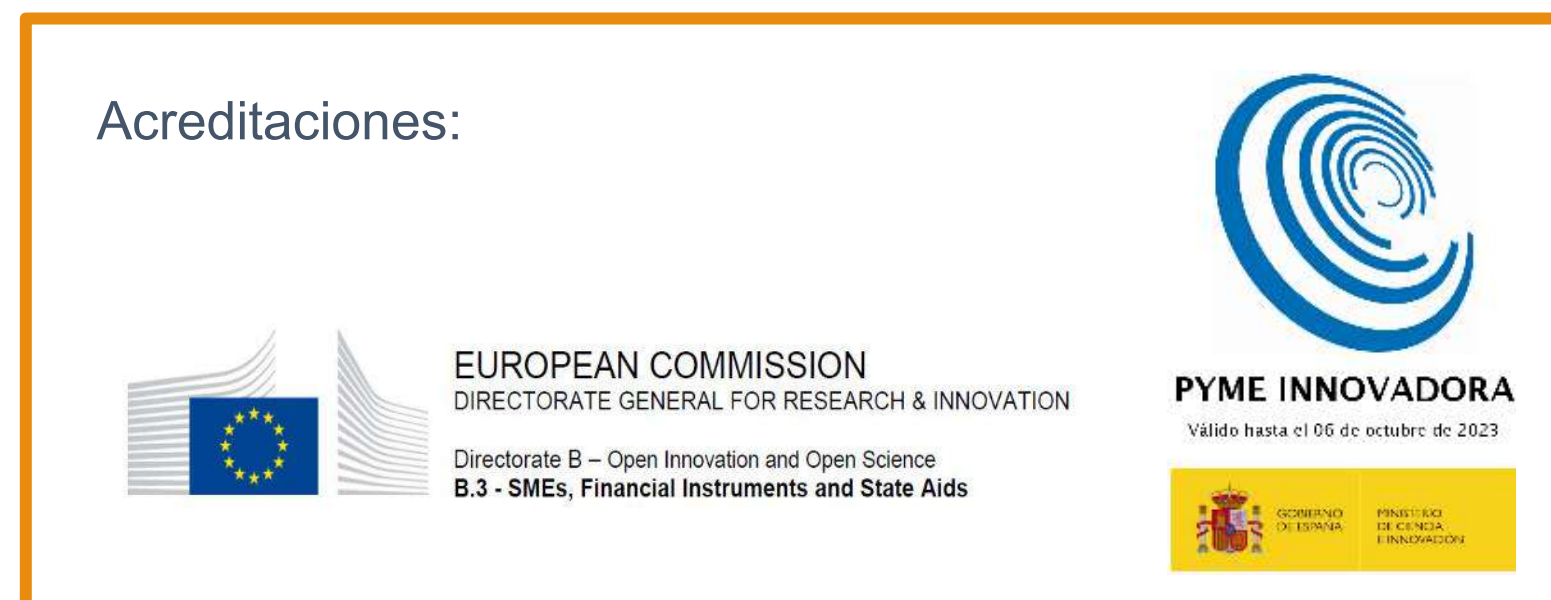 Acreditaciones:
EUROPEAN COMMISSION
DIRECTORATE GENERAL FOR RESEARCH & INNOVATION
Directorate B – Open Innovation and Open Science
B.3 - SMEs, Financial Instruments and State Aids
PYME INNOVADORA
Válido hasta el 06 de octubre de 2023
GOBIERNO
DE ESPAÑA
MINISTERIO
DE CIENCIA
E INNOVACIÓN